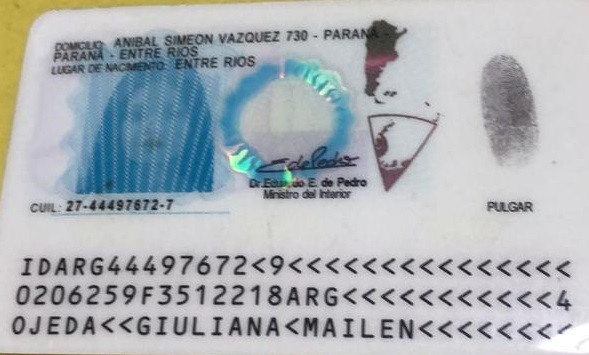 DOMICILIO: ANIBAL SIMEON VAZQUEZ 730 - PARANA -
PARANA - ENTRE RIOS
LUGAR DE NACIMIENTO: ENTRE RIOS
Dr. Eduardo E. de Pedro
Ministro del Interior
CUIL: 27-44497672-7
PULGAR
IDARG44497672<9<<<<<<<<<<<<<<<
0206259F3512218ARG<<<<<<<<<<<4
OJEDA<<GIULIANA<MAILEN<<<<<<<<